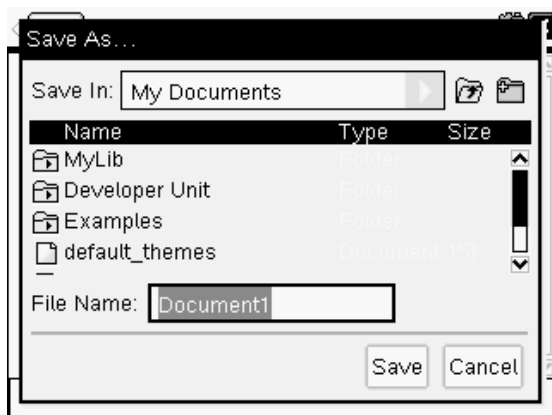 Save As...
Save In: My Documents
Name Type Size
MyLib Folder
Developer Unit Folder
Examples Folder
default_themes Document 15K
File Name: Document1
Save Cancel